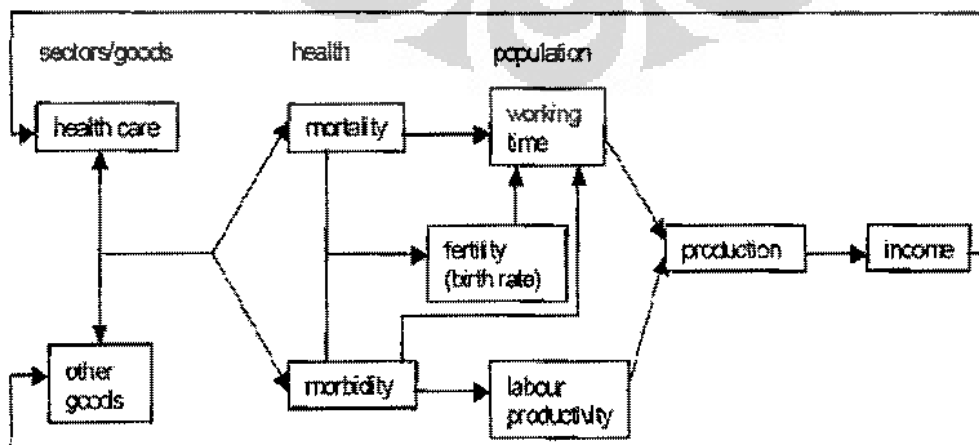 sectors/goods
health
population
health care
mortality
working
time
fertility
(birth rate)
production
income
other
goods
morbidity
labour
productivity